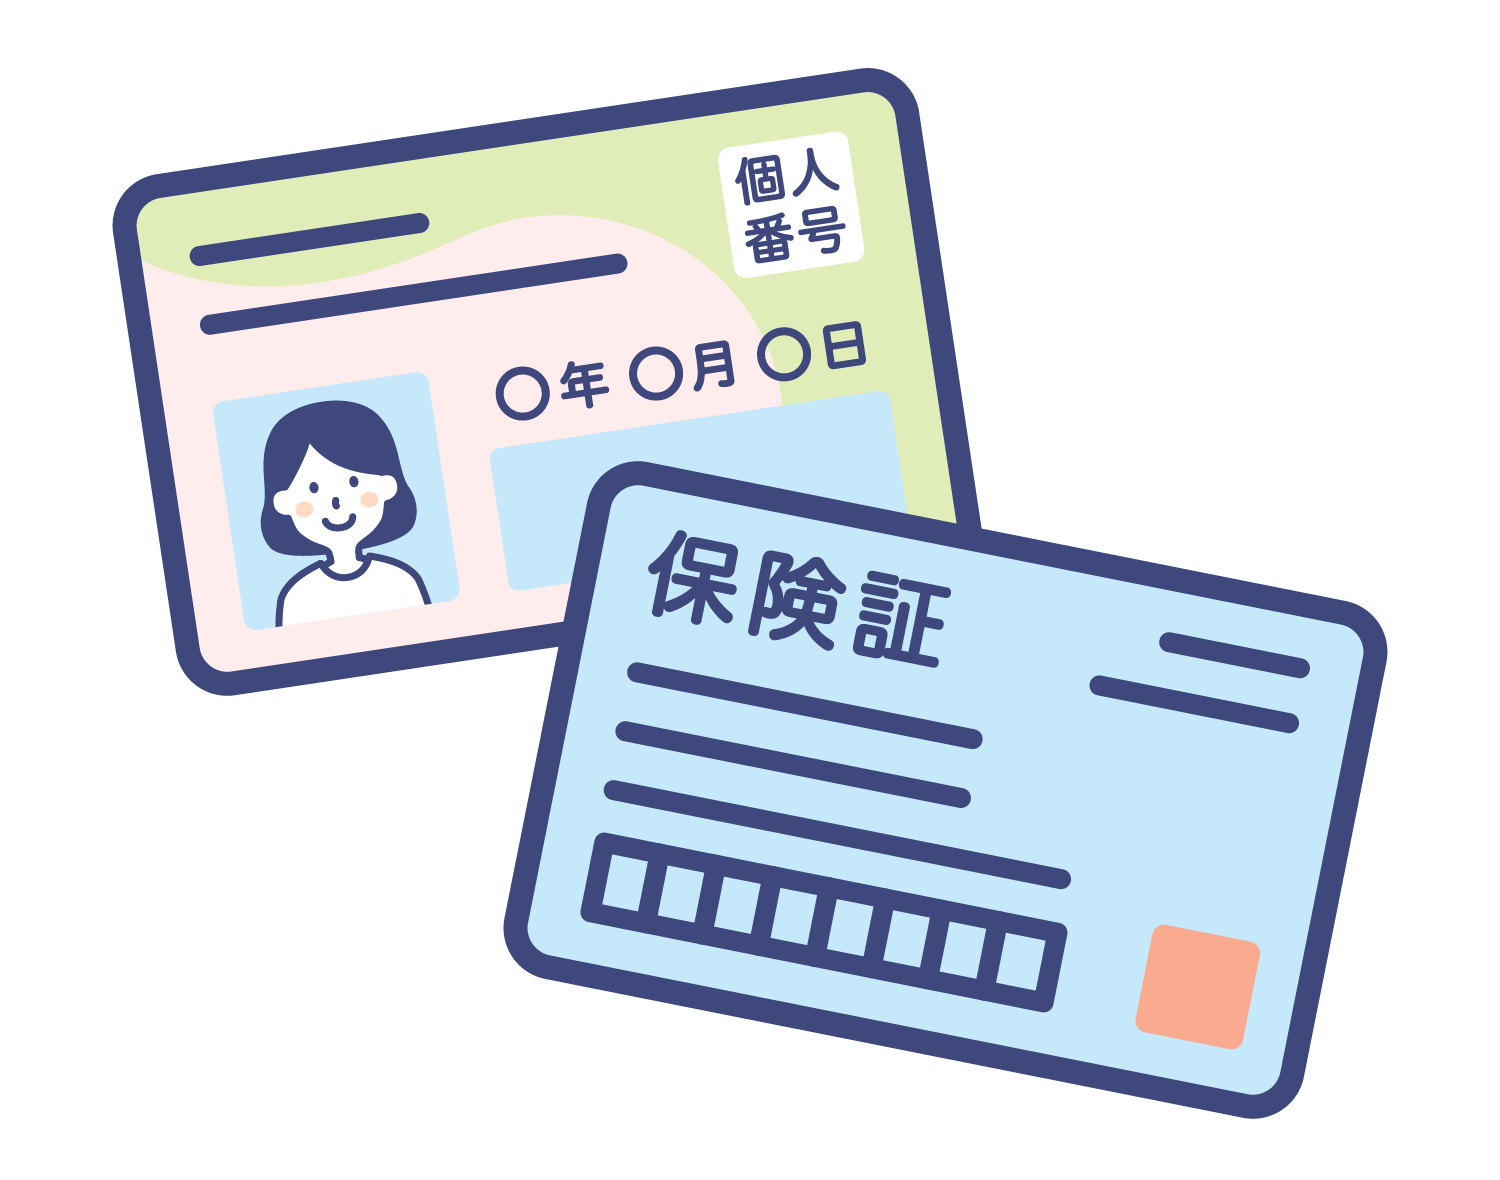 個人
番号
〇年 〇月 〇日
保険証